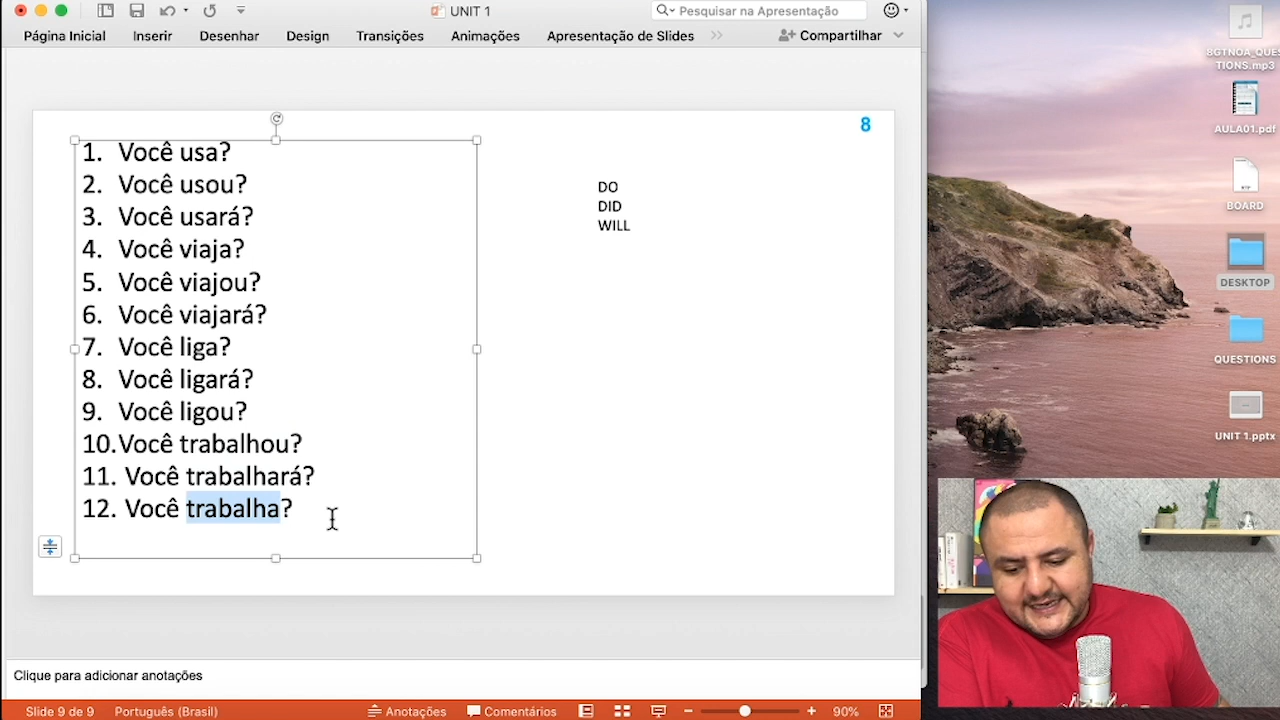 UNIT 1
Pesquisar na Apresentação
Página Inicial
Inserir
Desenhar
Design
Transições
Animações
Apresentação de Slides
Compartilhar
8
1. Você usa?
2. Você usou?
3. Você usará?
4. Você viaja?
5. Você viajou?
6. Você viajará?
7. Você liga?
8. Você ligará?
9. Você ligou?
10.Você trabalhou?
11. Você trabalhará?
12. Você trabalha?
DO
DID
WILL
Clique para adicionar anotações
Slide 9 de 9
Português (Brasil)
Anotações
Comentários
90%
8GTNOA_QUES
TIONS.mp3
AULA01.pdf
BOARD
DESKTOP
QUESTIONS
UNIT 1.pptx